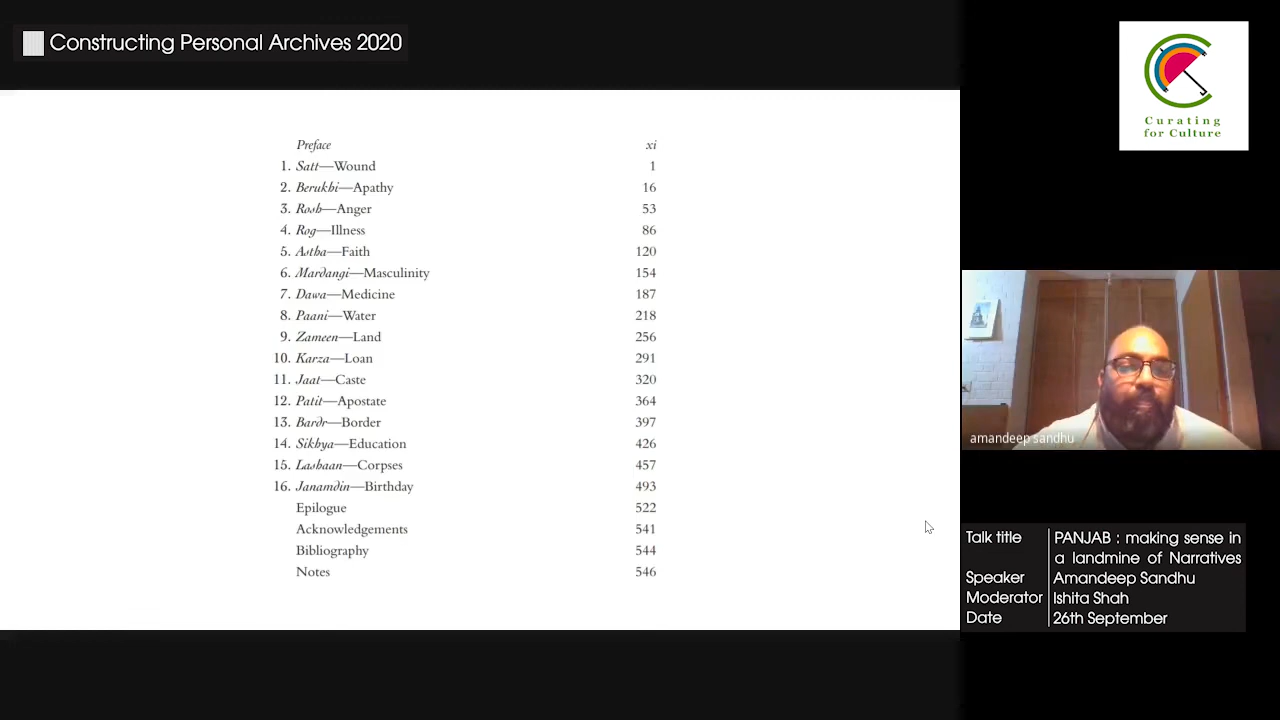 Constructing Personal Archives 2020
Preface xi
1. Satt—Wound 1
2. Berukhi—Apathy 16
3. Rosh—Anger 53
4. Rog—Illness 86
5. Astha—Faith 120
6. Mardangi—Masculinity 154
7. Dawa—Medicine 187
8. Paani—Water 218
9. Zameen—Land 256
10. Karza—Loan 291
11. Jaat—Caste 320
12. Patit—Apostate 364
13. Bardr—Border 397
14. Sikhya—Education 426
15. Lashaan—Corpses 457
16. Janamdin—Birthday 493
Epilogue 522
Acknowledgements 541
Bibliography 544
Notes 546
Curating
for Culture
amandeep sandhu
Talk title PANJAB : making sense in
a landmine of Narratives
Speaker Amandeep Sandhu
Moderator Ishita Shah
Date 26th September